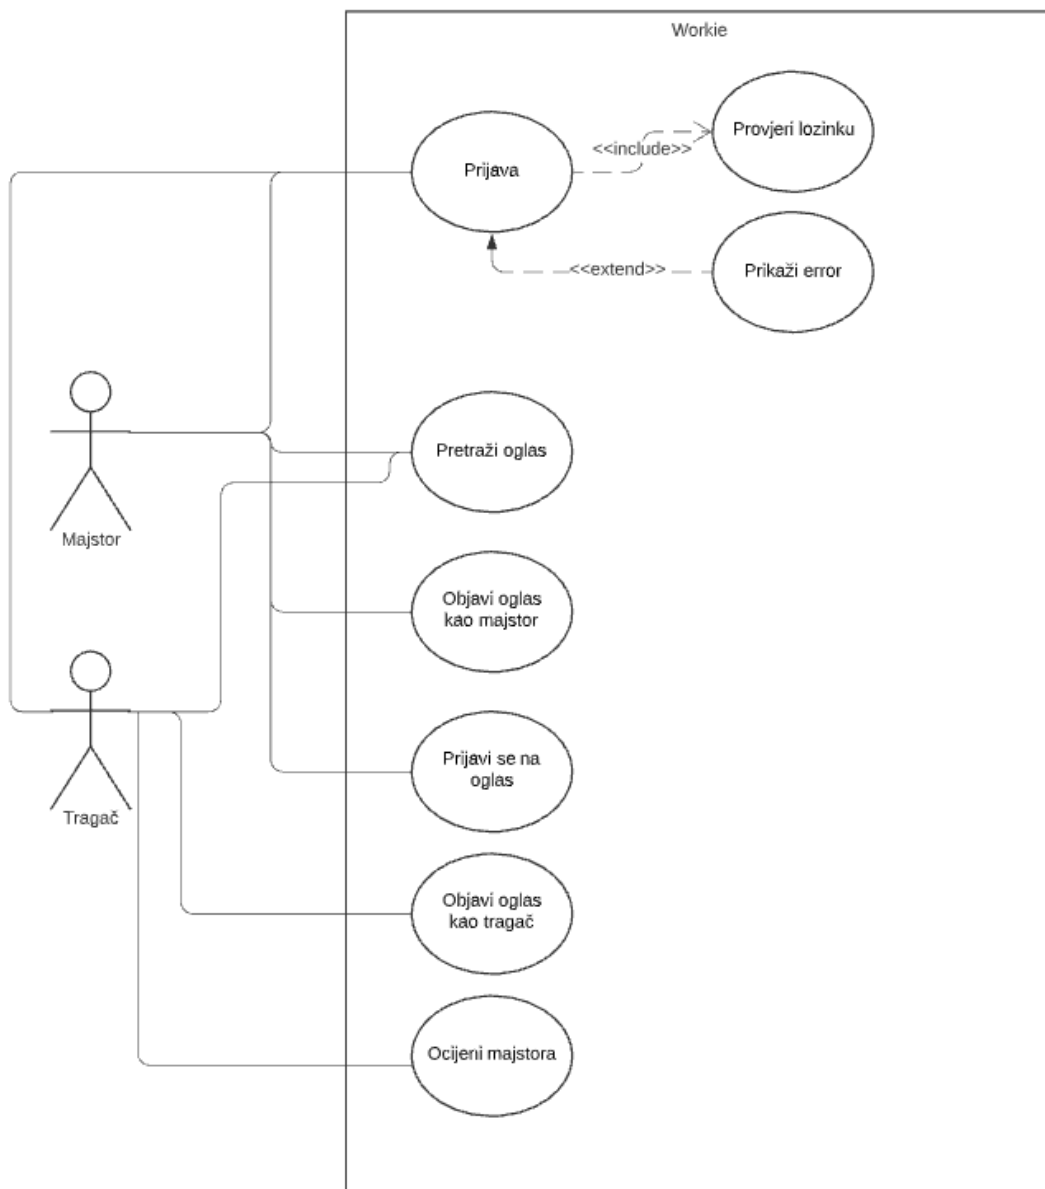 Workie
Provjeri lozinku
<<include>>
Prijava
<<extend>>
Prikaži error
Pretraži oglas
Majstor
Objavi oglas
kao majstor
Prijavi se na
oglas
Tragač
Objavi oglas
kao tragač
Ocijeni majstora